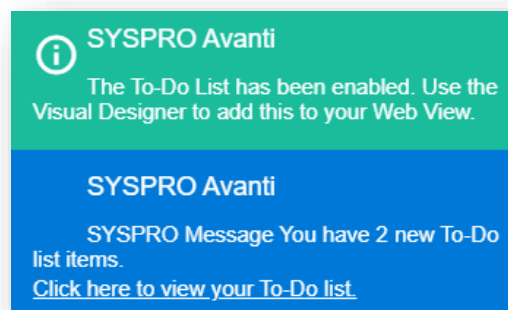 SYSPRO Avanti
The To-Do List has been enabled. Use the
Visual Designer to add this to your Web View.
SYSPRO Avanti
SYSPRO Message You have 2 new To-Do
list items.
Click here to view your To-Do list.